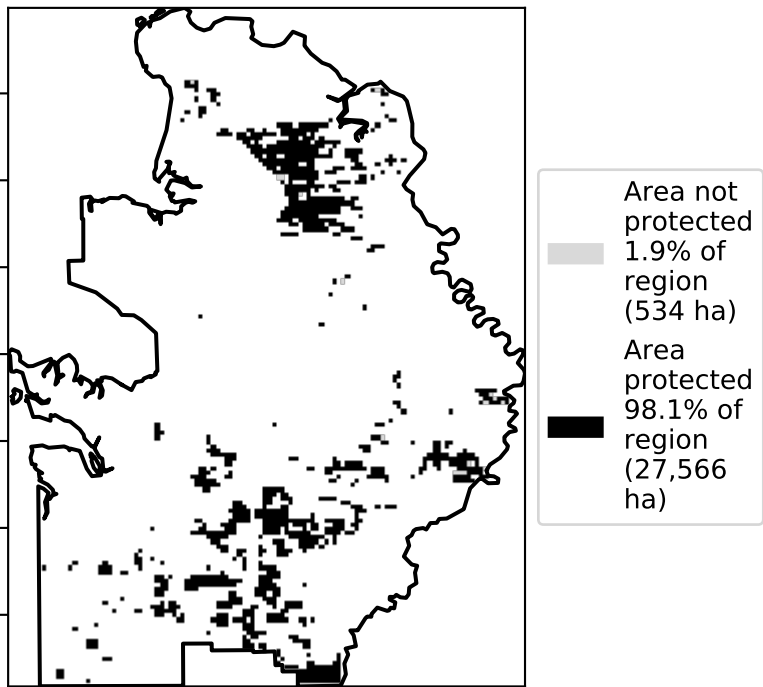 Area not
protected
1.9% of
region
(534 ha)
Area
protected
98.1% of
region
(27,566
ha)